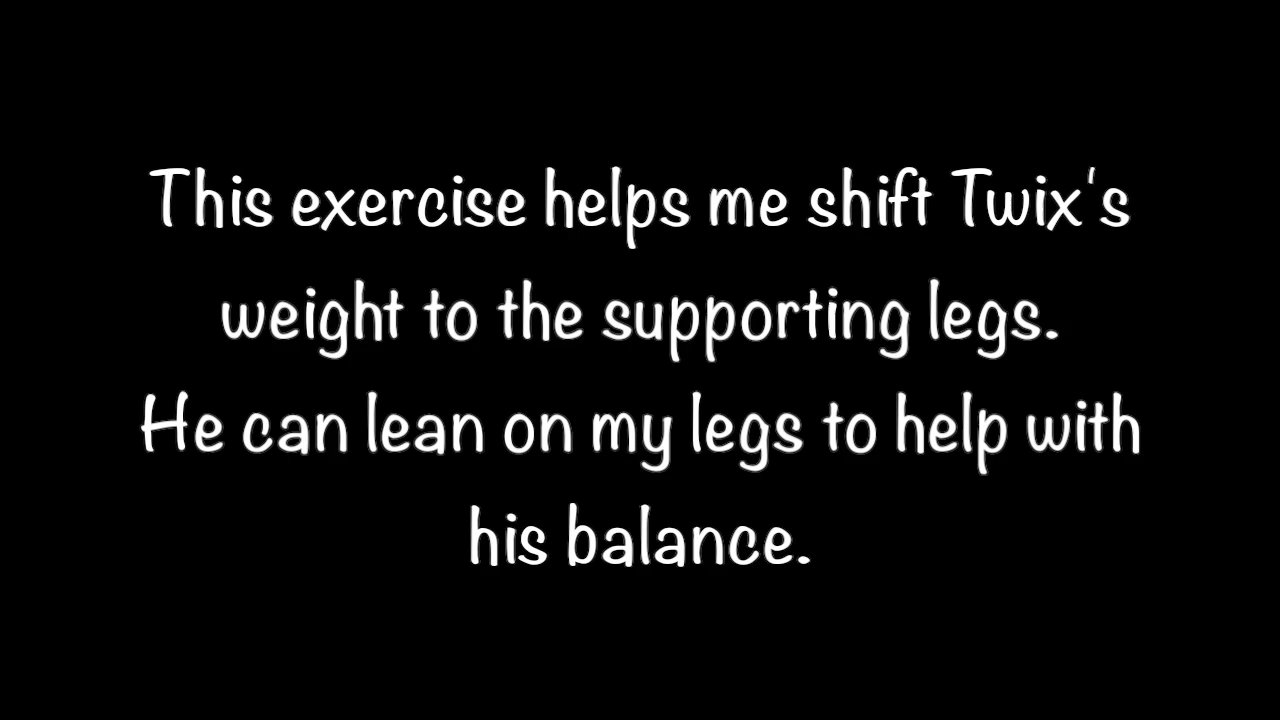 This exercise helps me shift Twix's
weight to the supporting legs.
He can lean on my legs to help with
his balance.